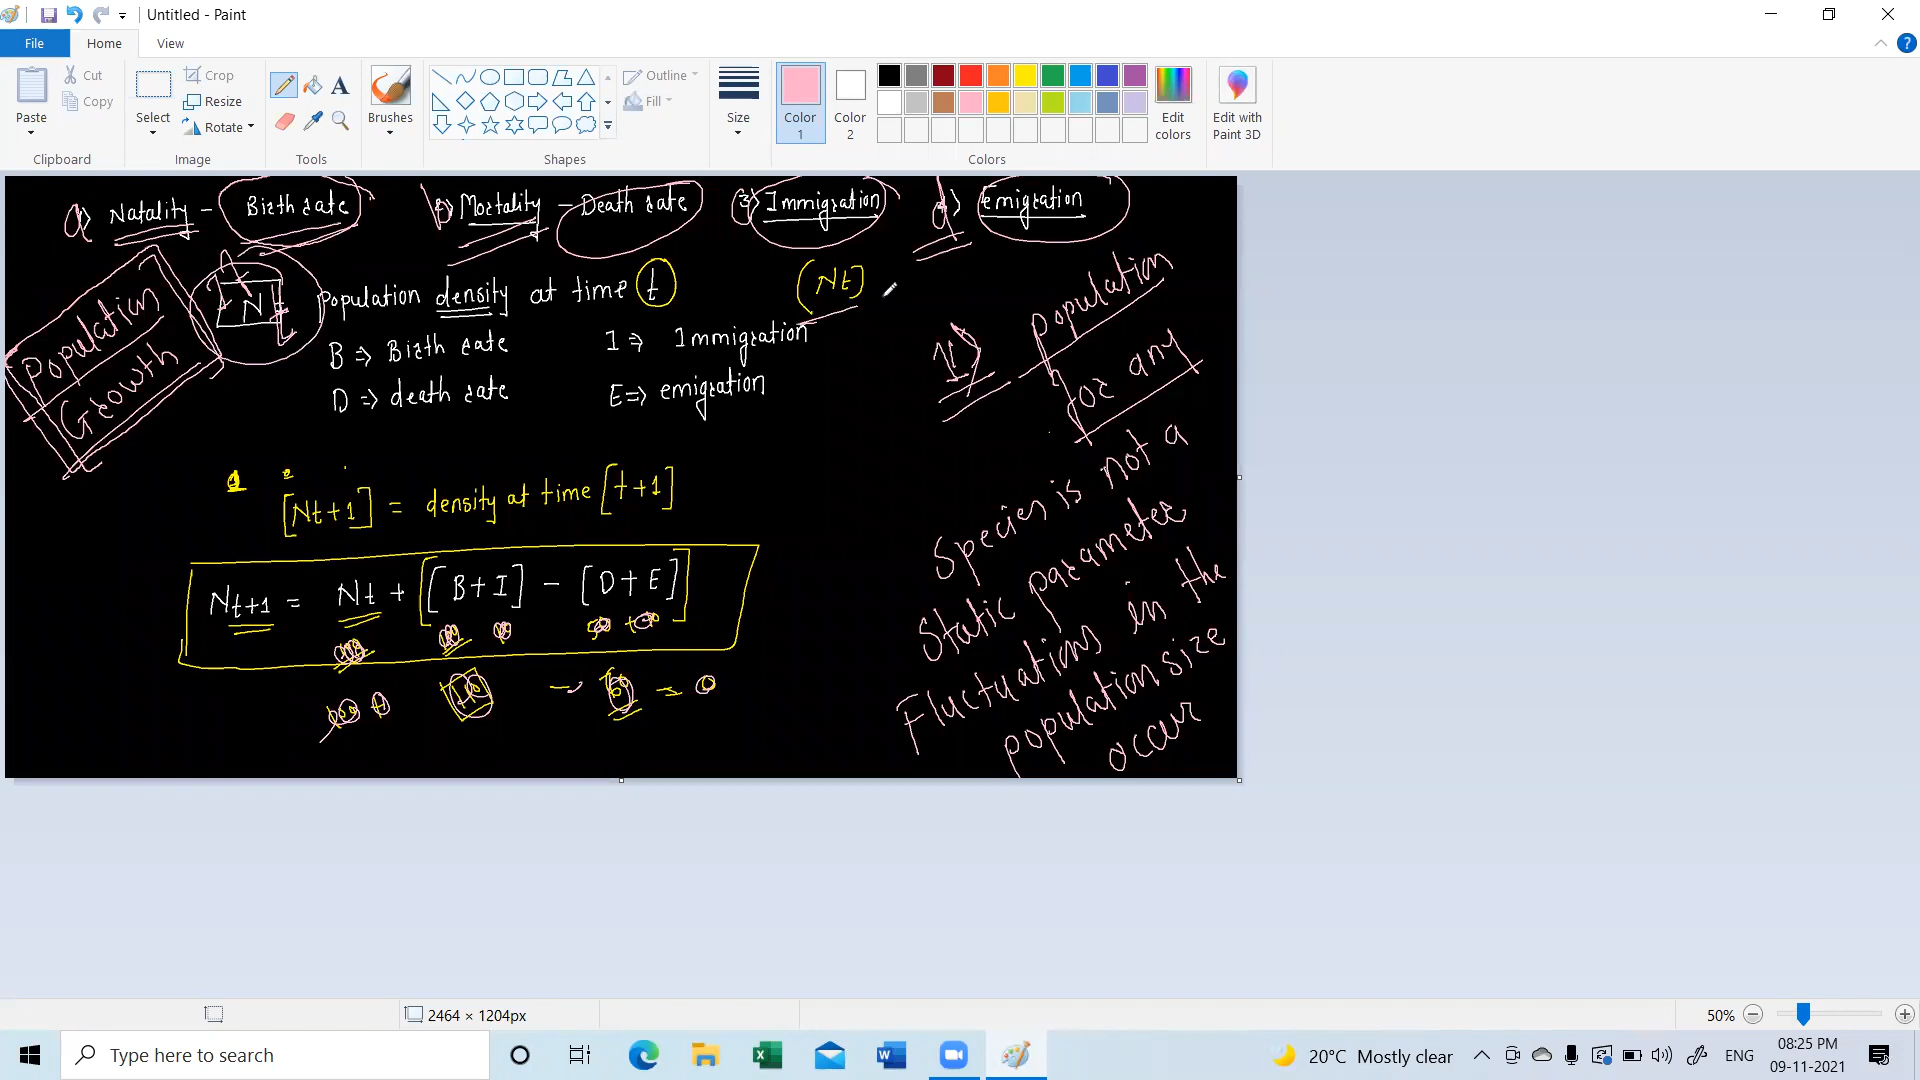 Untitled - Paint
File Home View
Cut
Copy
Paste
Clipboard
Crop
Resize
Rotate
Select
Image
Tools
Brushes
Outline
Fill
Shapes
Size
Color 1
Color 2
Edit colors
Edit with Paint 3D
Colors
a) Natality - Birth rate b) Mortality - Death rate 3) Immigration d) emigration
Population Growth
N Population density at time t (Nt)
B => Birth rate I => Immigration
D => death rate E => emigration
[Nt+1] = density at time [t+1]
Nt+1 = Nt + [[B+I] - [D+E]]
Population
for any
Species is not a
Static parameter
Fluctuations in the
population size
occur
2464 × 1204px
50%
Type here to search
20°C Mostly clear
ENG
08:25 PM
09-11-2021